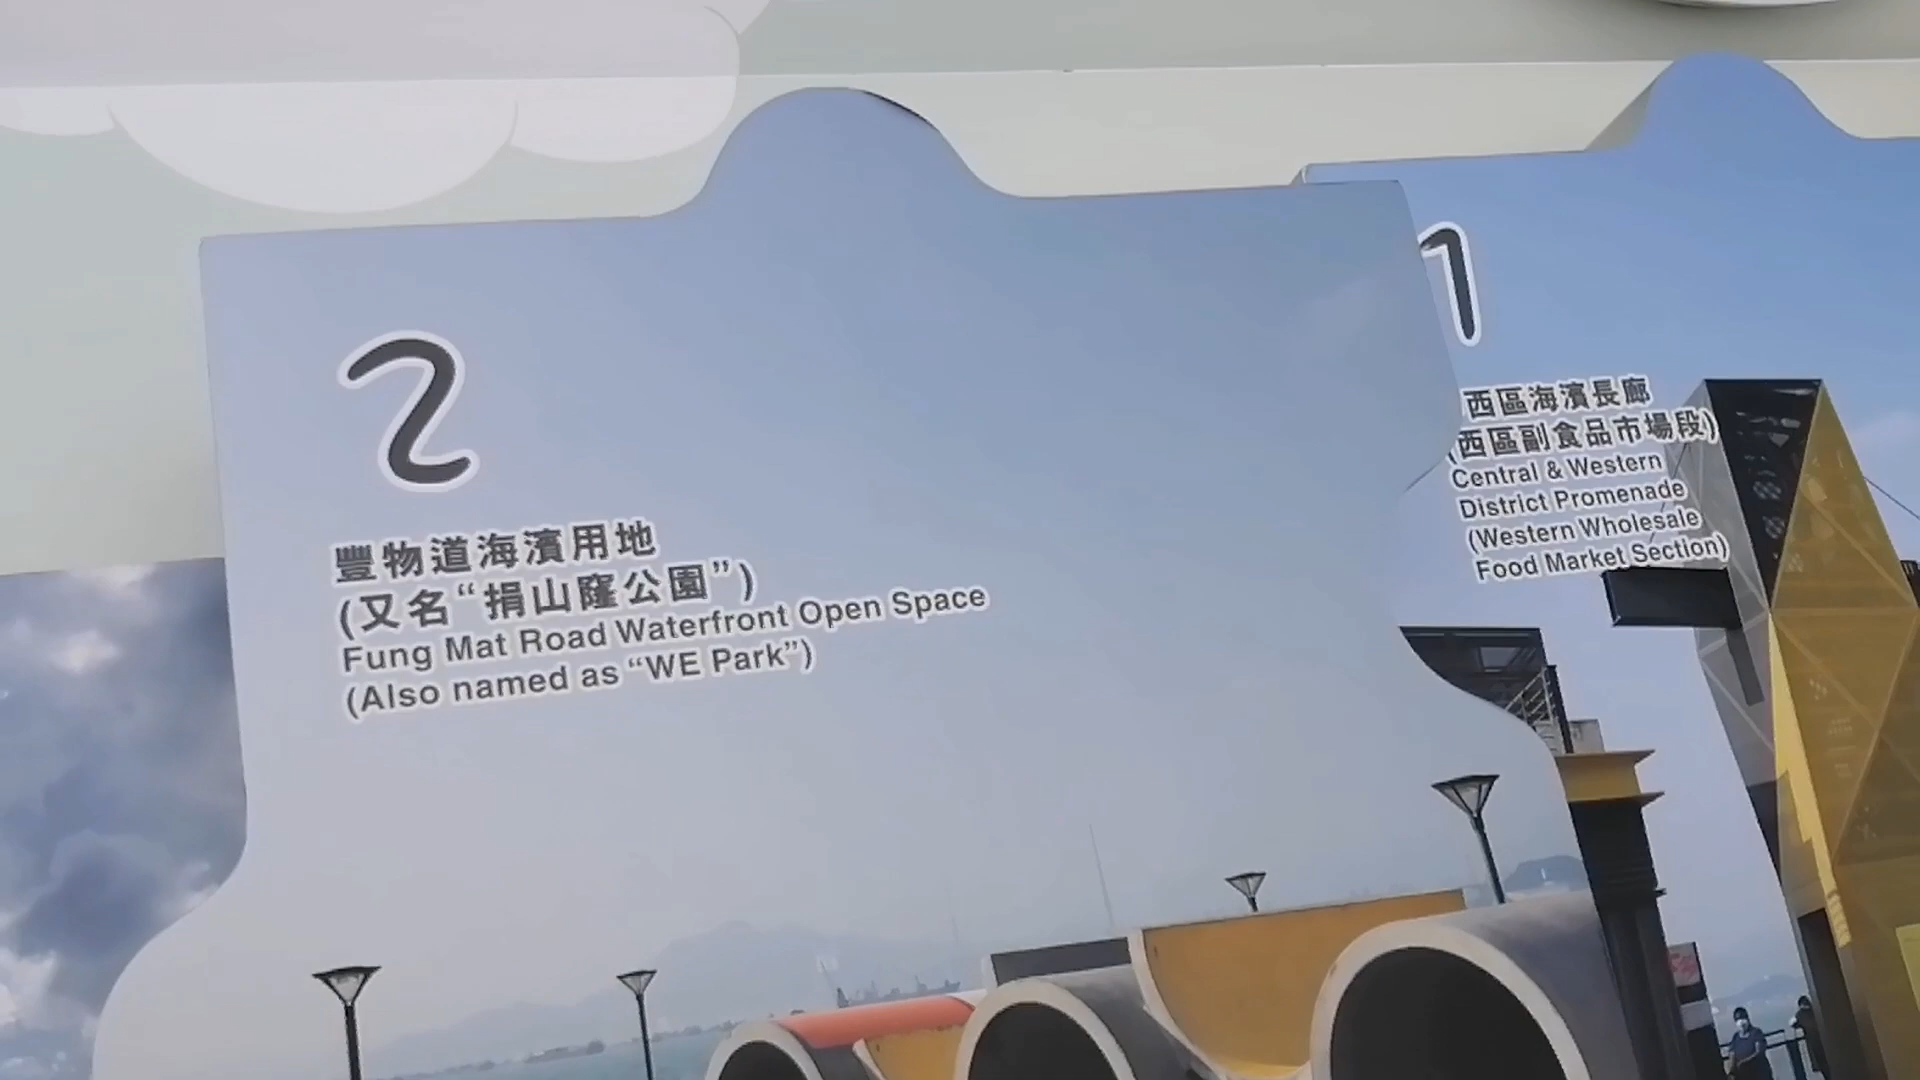 2
豐物道海濱用地
(又名“捐山窿公園”)
Fung Mat Road Waterfront Open Space
(Also named as “WE Park”)
1
西區海濱長廊
(西區副食品市場段)
Central & Western
District Promenade
(Western Wholesale
Food Market Section)